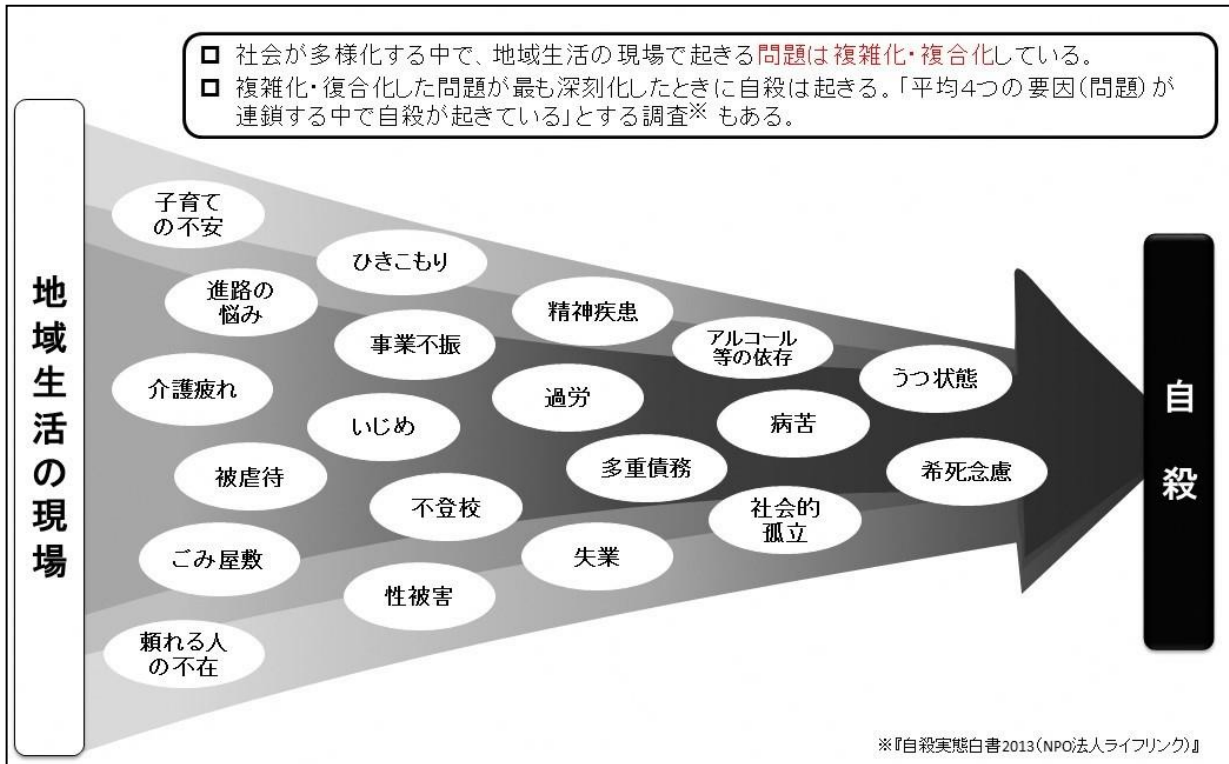 □ 社会が多様化する中で、地域生活の現場で起きる問題は複雑化・複合化している。
□ 複雑化・復合化した問題が最も深刻化したときに自殺は起きる。「平均4つの要因(問題)が
連鎖する中で自殺が起きている」とする調査※ もある。
地域生活の現場
子育て
の不安
ひきこもり
進路の
悩み
精神疾患
事業不振
アルコール
等の依存
介護疲れ
過労
うつ状態
いじめ
病苦
被虐待
多重債務
希死念慮
不登校
社会的
孤立
ごみ屋敷
失業
性被害
頼れる人
の不在
自殺
※『自殺実態白書2013(NPO法人ライフリンク)』